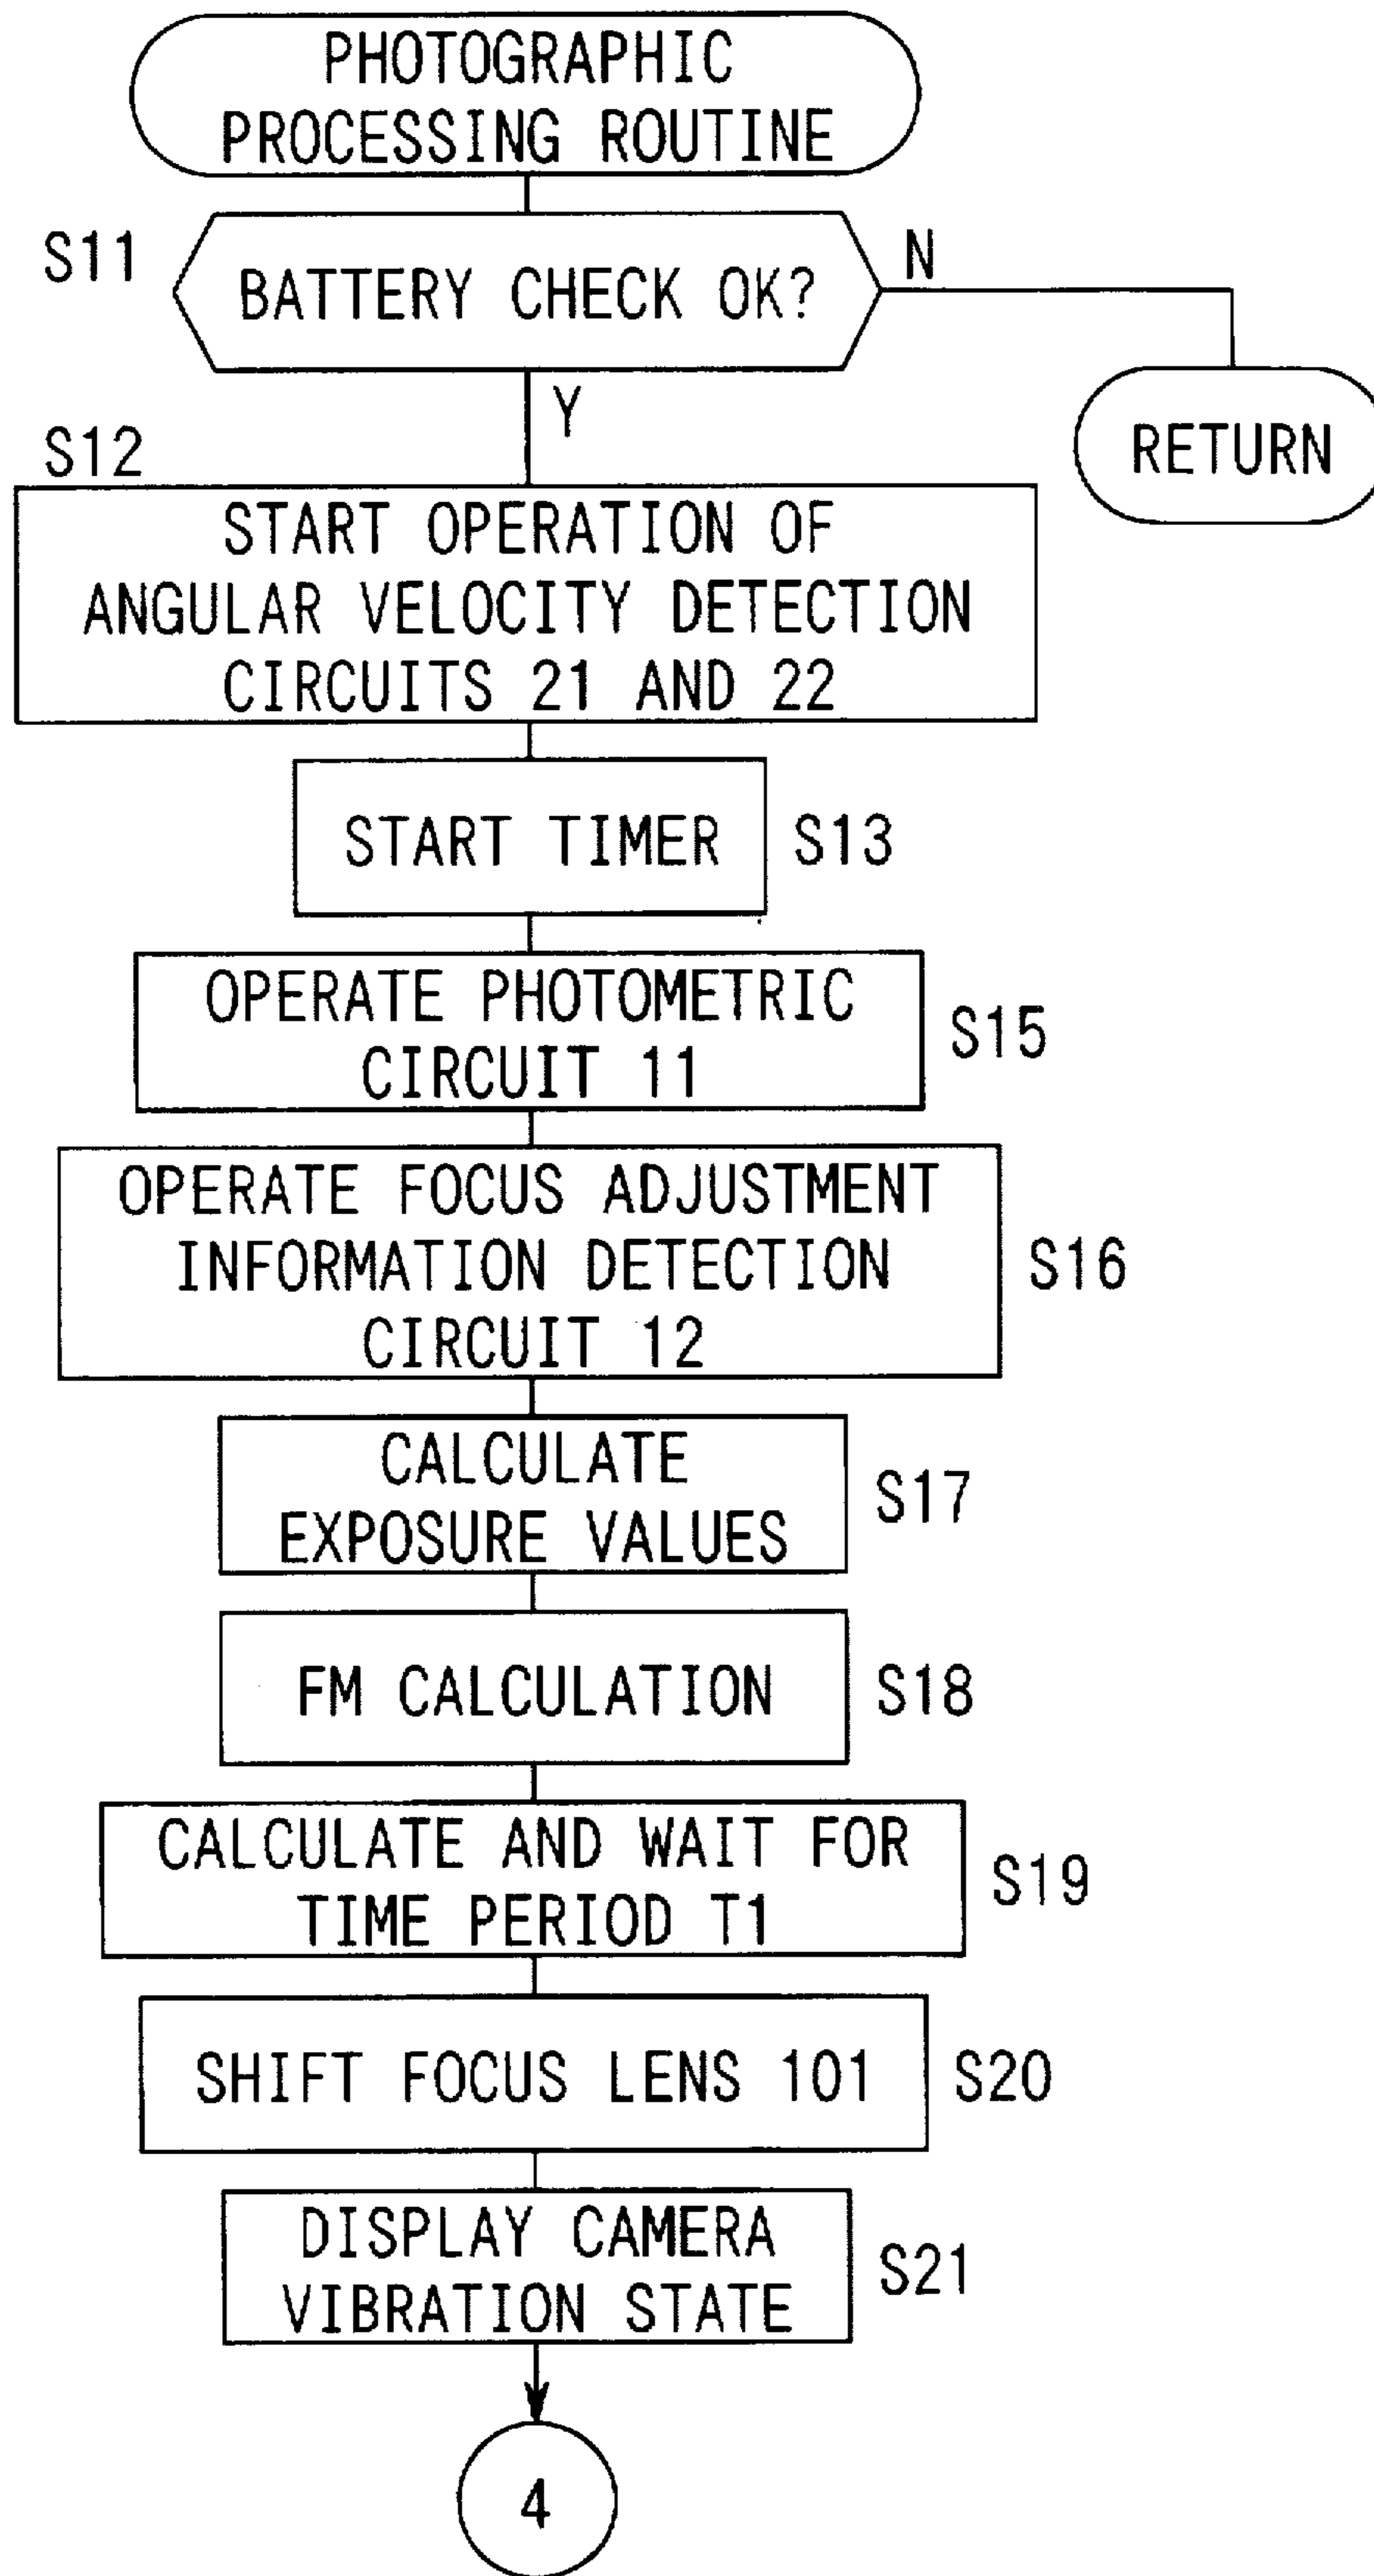 PHOTOGRAPHIC
PROCESSING ROUTINE
S11
BATTERY CHECK OK?
N
Y
RETURN
S12
START OPERATION OF
ANGULAR VELOCITY DETECTION
CIRCUITS 21 AND 22
START TIMER
S13
OPERATE PHOTOMETRIC
CIRCUIT 11
S15
OPERATE FOCUS ADJUSTMENT
INFORMATION DETECTION
CIRCUIT 12
S16
CALCULATE
EXPOSURE VALUES
S17
FM CALCULATION
S18
CALCULATE AND WAIT FOR
TIME PERIOD T1
S19
SHIFT FOCUS LENS 101
S20
DISPLAY CAMERA
VIBRATION STATE
S21
4